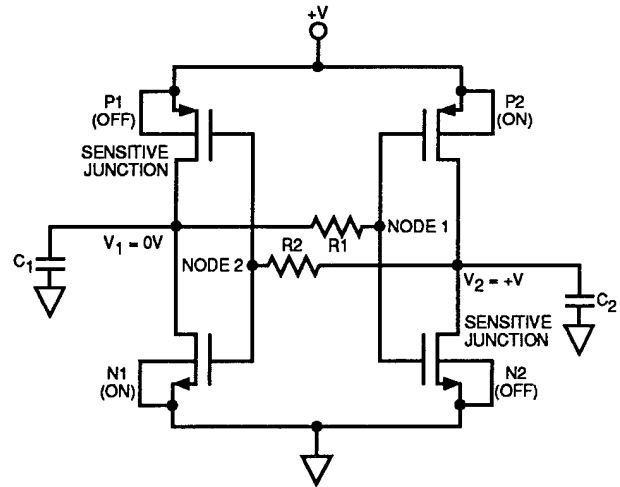 +V
P1
(OFF)
P2
(ON)
SENSITIVE
JUNCTION
NODE 1
V1 = 0V
R1
C1
NODE 2
R2
V2 = +V
C2
SENSITIVE
JUNCTION
N1
(ON)
N2
(OFF)